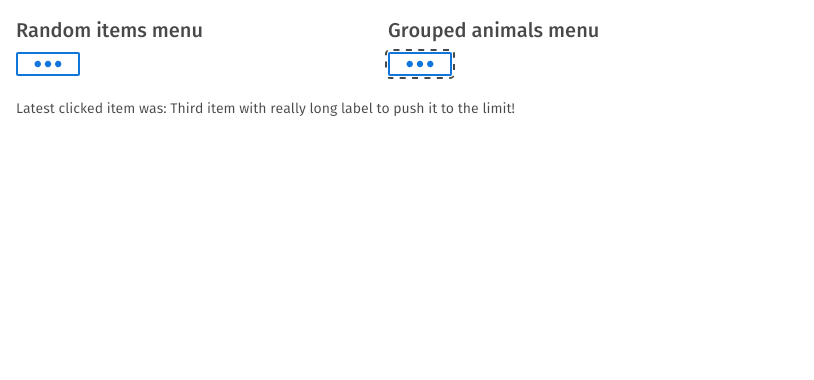 Random items menu
Grouped animals menu
Latest clicked item was: Third item with really long label to push it to the limit!